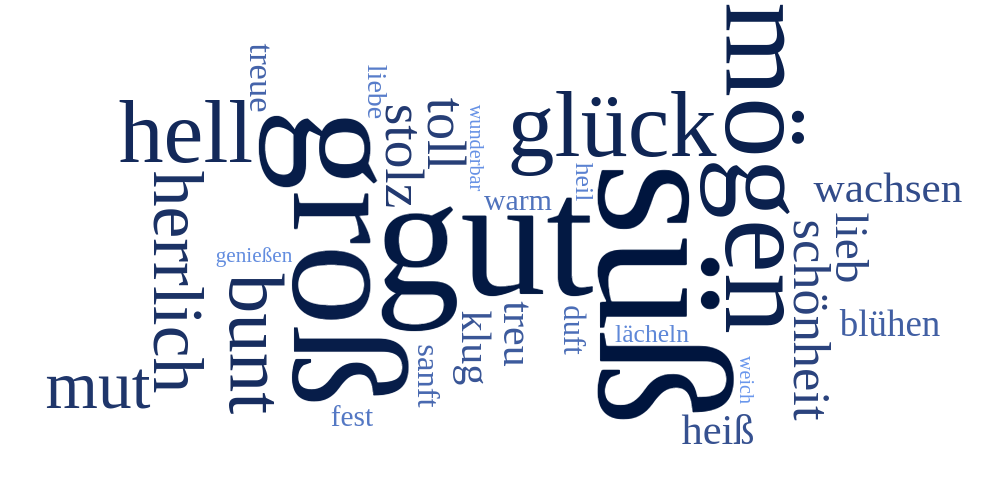 mögen
treue
liebe
hell
groß
stolz
toll
wunderbar
glück
heil
süß
warm
gut
wachsen
herrlich
lieb
schönheit
genießen
bunt
klug
treu
duft
lächeln
blühen
sanft
weich
mut
fest
heiß